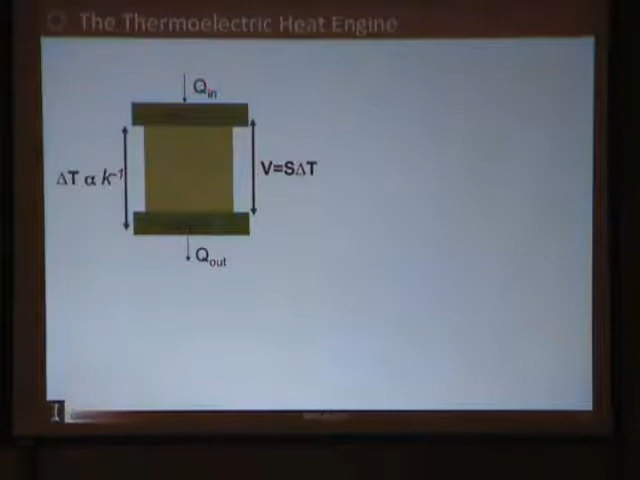 The Thermoelectric Heat Engine
Qin
ΔT α k-1
V=SΔT
Qout